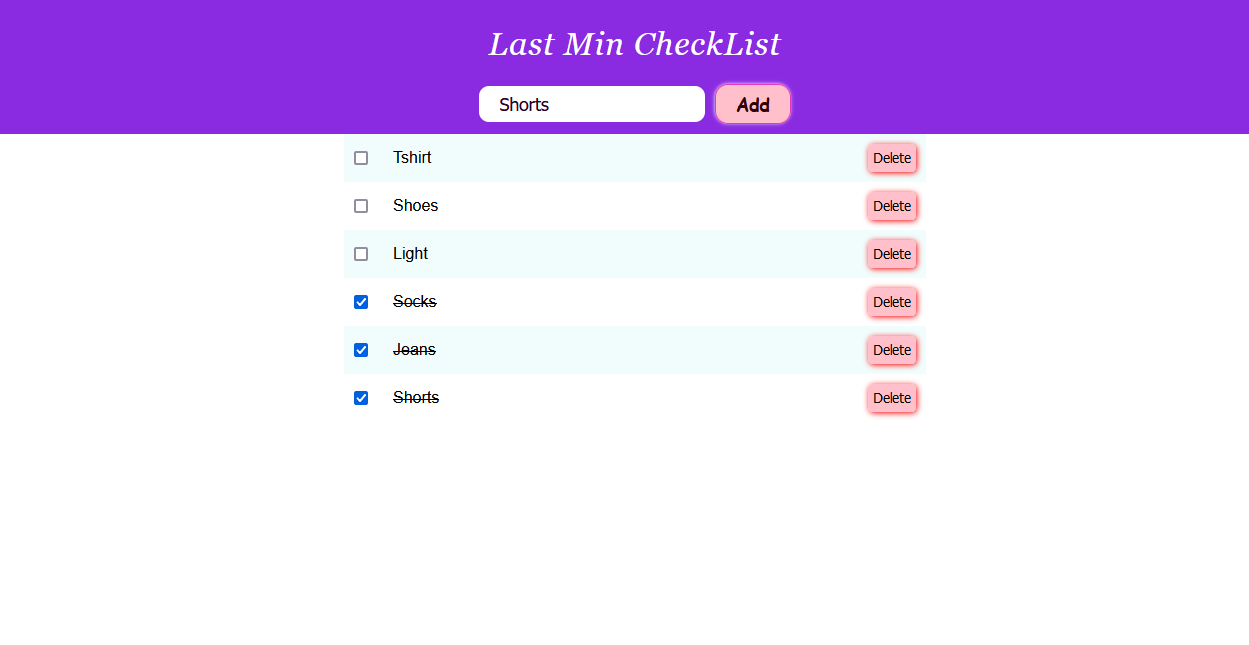 Last Min CheckList
Shorts Add
Tshirt Delete
Shoes Delete
Light Delete
Socks Delete
Jeans Delete
Shorts Delete